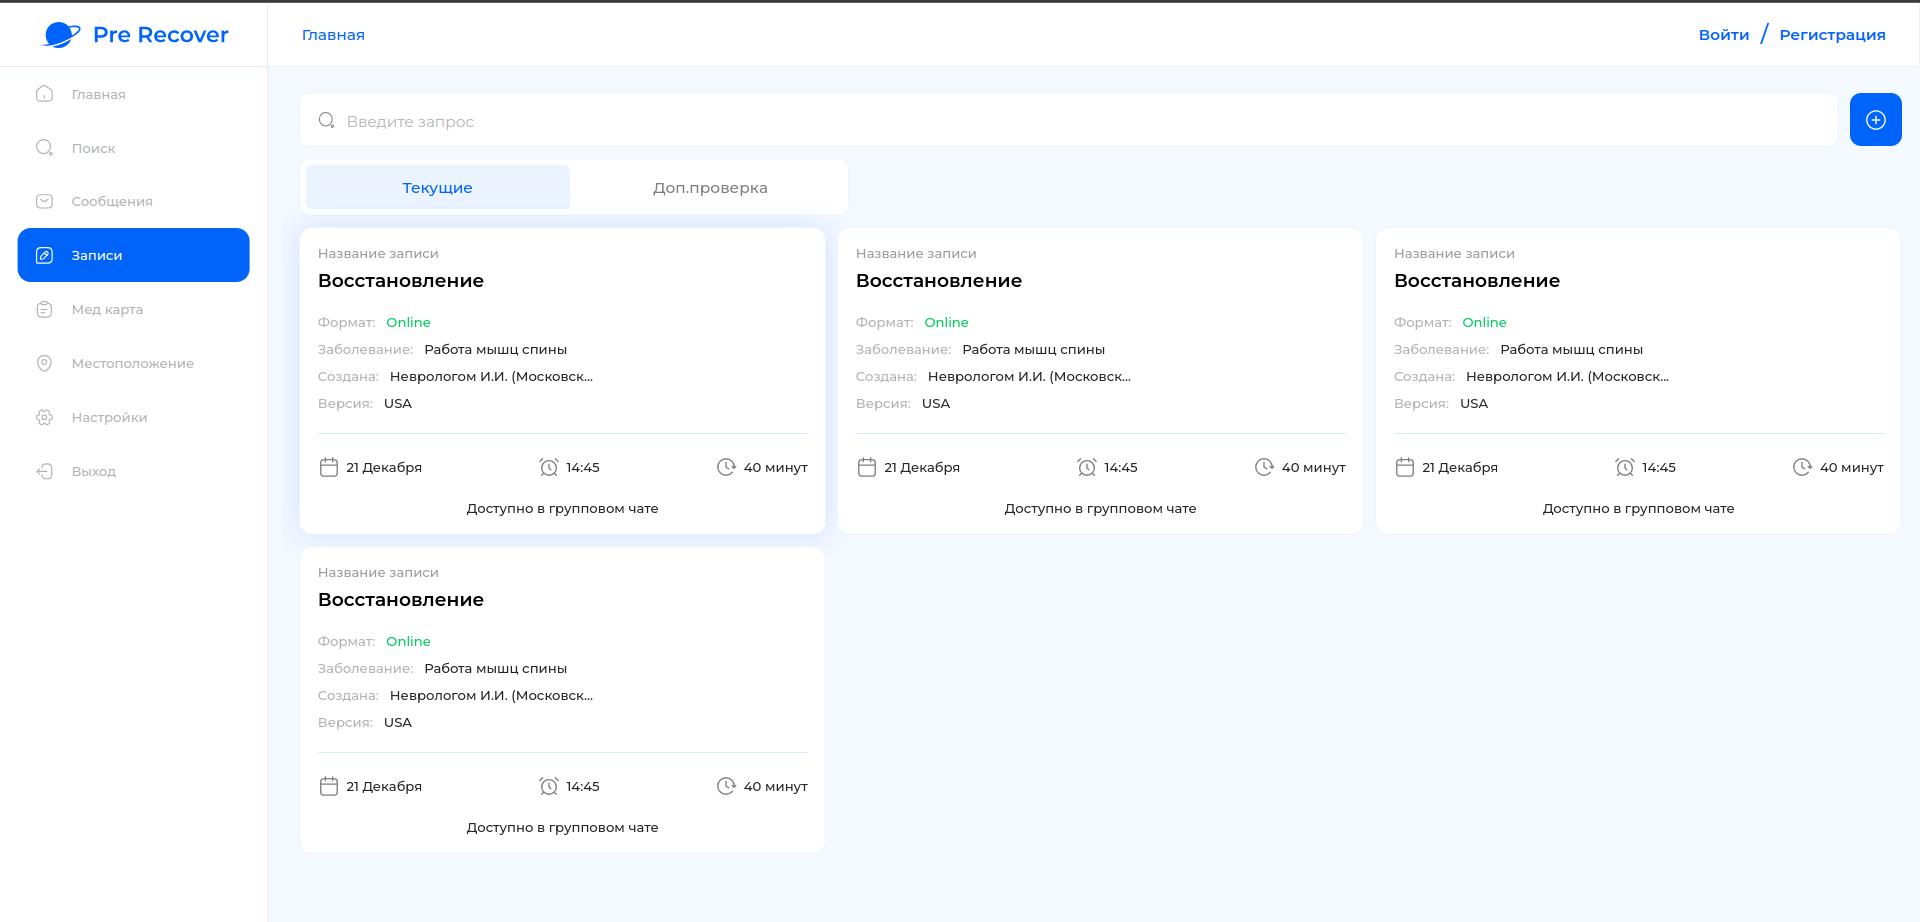 Pre Recover
Главная
Войти / Регистрация
Главная
Поиск
Сообщения
Записи
Мед карта
Местоположение
Настройки
Выход
Введите запрос
Текущие
Доп.проверка
Название записи
Восстановление
Формат: Online
Заболевание: Работа мышц спины
Создана: Неврологом И.И. (Московск...
Версия: USA
21 Декабря
14:45
40 минут
Доступно в групповом чате
Название записи
Восстановление
Формат: Online
Заболевание: Работа мышц спины
Создана: Неврологом И.И. (Московск...
Версия: USA
21 Декабря
14:45
40 минут
Доступно в групповом чате
Название записи
Восстановление
Формат: Online
Заболевание: Работа мышц спины
Создана: Неврологом И.И. (Московск...
Версия: USA
21 Декабря
14:45
40 минут
Доступно в групповом чате
Название записи
Восстановление
Формат: Online
Заболевание: Работа мышц спины
Создана: Неврологом И.И. (Московск...
Версия: USA
21 Декабря
14:45
40 минут
Доступно в групповом чате